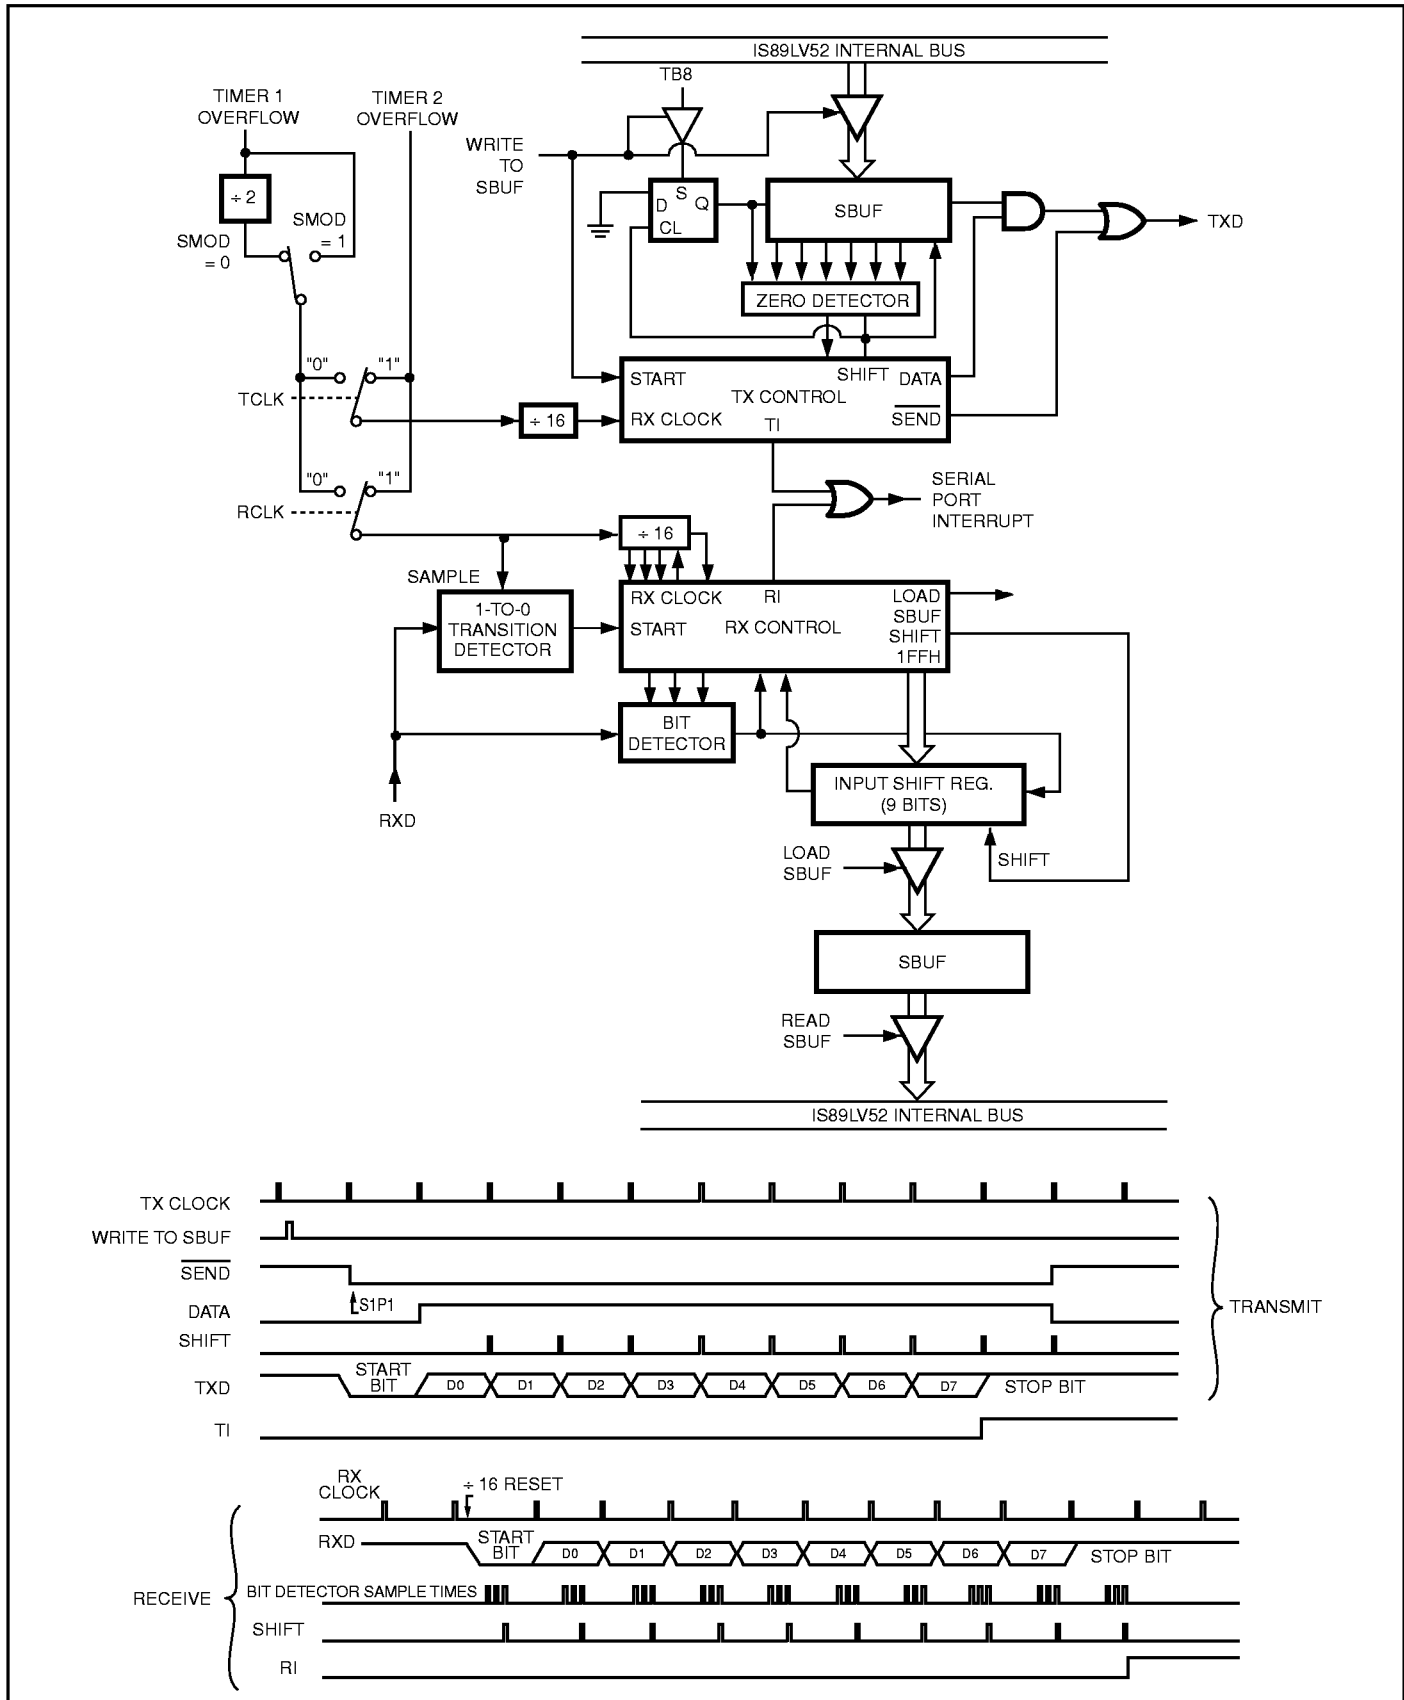 IS89LV52 INTERNAL BUS
TB8
TIMER 1
OVERFLOW
TIMER 2
OVERFLOW
WRITE
TO
SBUF
÷ 2
SMOD
= 0
SMOD
= 1
S
D
Q
CL
SBUF
TXD
ZERO DETECTOR
"0"
"1"
TCLK
÷ 16
START
SHIFT
DATA
TX CONTROL
RX CLOCK
TI
SEND
"0"
"1"
RCLK
SERIAL
PORT
INTERRUPT
÷ 16
SAMPLE
1-TO-0
TRANSITION
DETECTOR
RX CLOCK
RI
LOAD
SBUF
START
RX CONTROL
SHIFT
1FFH
BIT
DETECTOR
RXD
INPUT SHIFT REG.
(9 BITS)
LOAD
SBUF
SHIFT
SBUF
READ
SBUF
IS89LV52 INTERNAL BUS
TX CLOCK
WRITE TO SBUF
SEND
S1P1
DATA
TRANSMIT
SHIFT
TXD
START
BIT
D0
D1
D2
D3
D4
D5
D6
D7
STOP BIT
TI
RX
CLOCK
÷ 16 RESET
RXD
START
BIT
D0
D1
D2
D3
D4
D5
D6
D7
STOP BIT
RECEIVE
BIT DETECTOR SAMPLE TIMES
SHIFT
RI